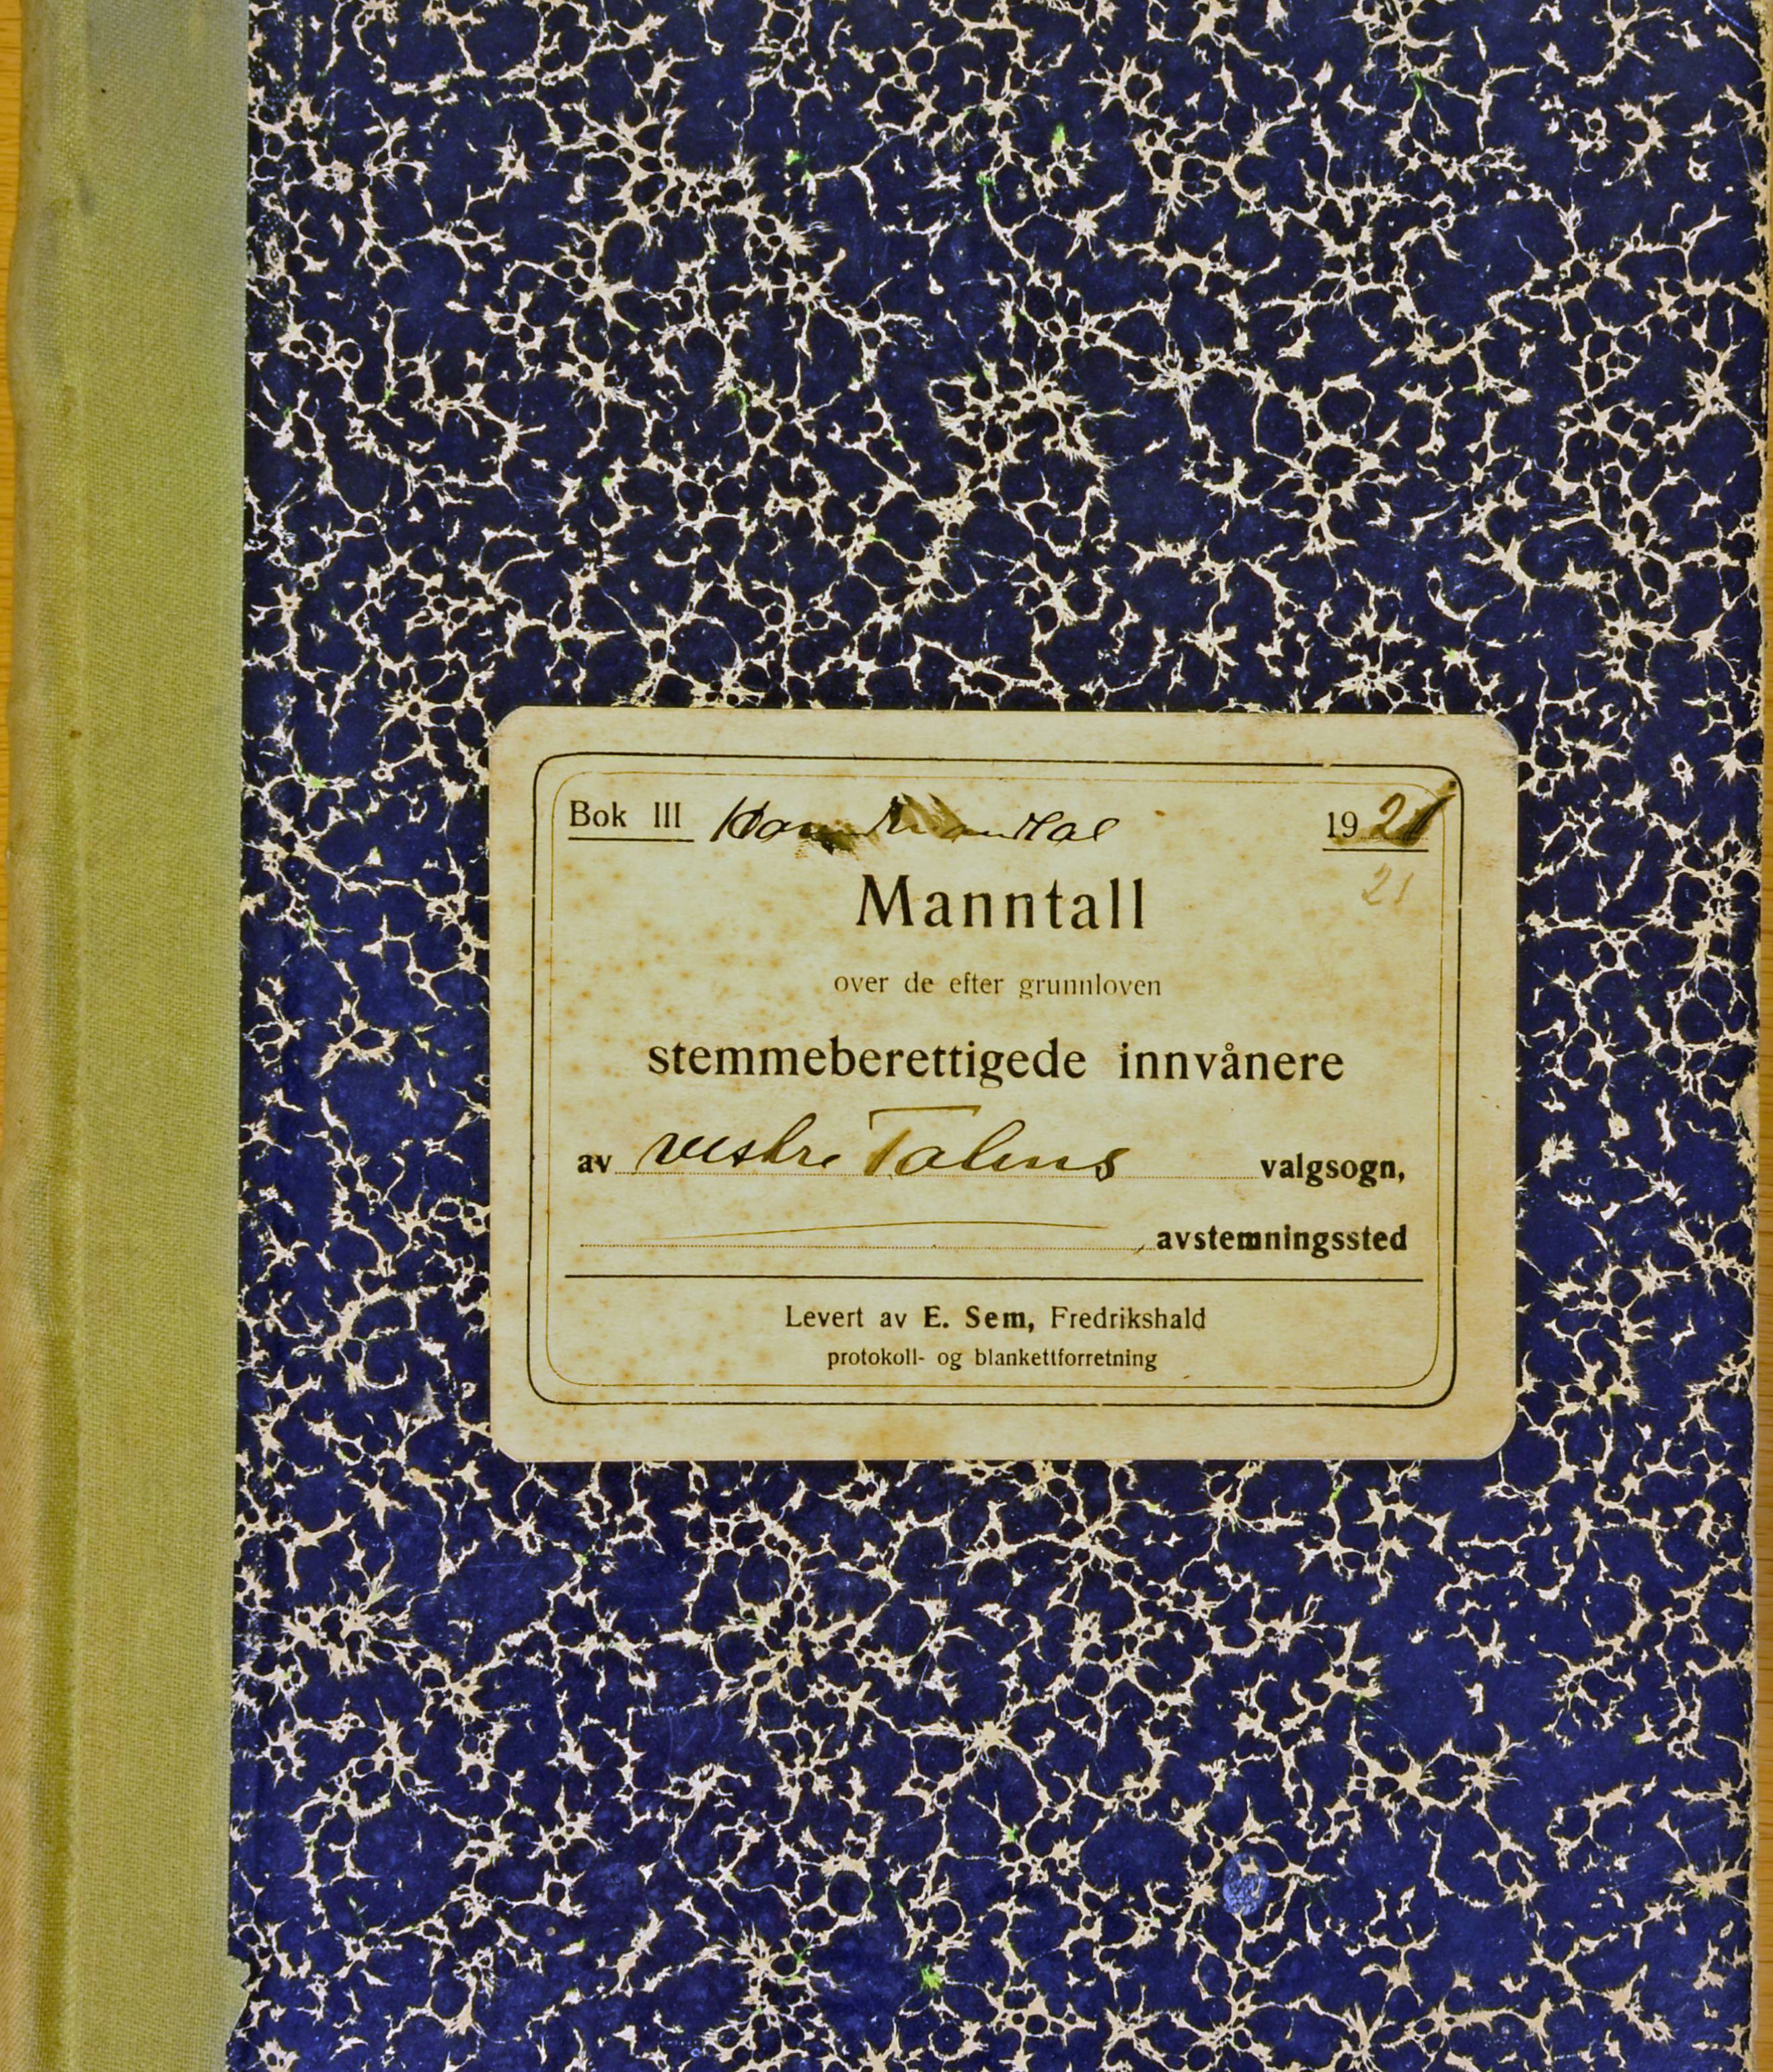 Bok III 1921
21
Manntall
over de efter grunnloven
stemmeberettigede innvånere
av vestre Tolens valgsogn,
avstemningssted
Levert av E. Sem, Fredrikshald
protokoll- og blankettforretning